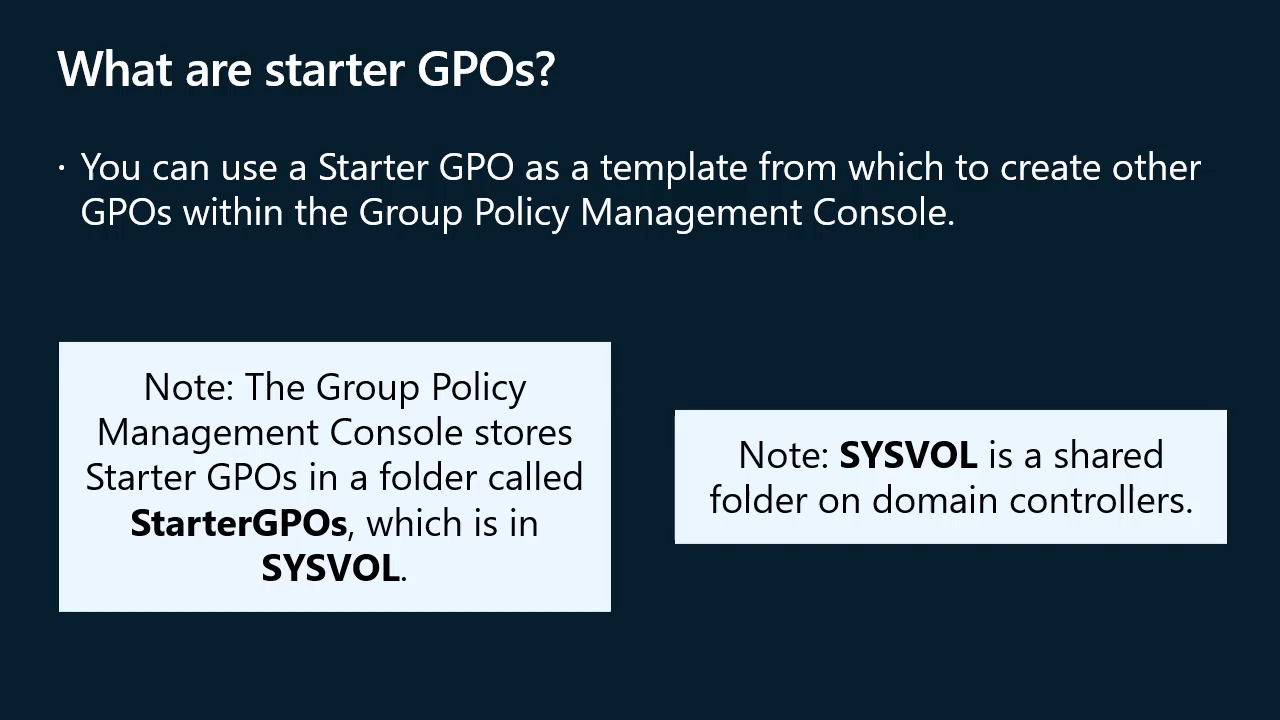 What are starter GPOs?
· You can use a Starter GPO as a template from which to create other
GPOs within the Group Policy Management Console.
Note: The Group Policy
Management Console stores
Starter GPOs in a folder called
StarterGPOs, which is in
SYSVOL.
Note: SYSVOL is a shared
folder on domain controllers.